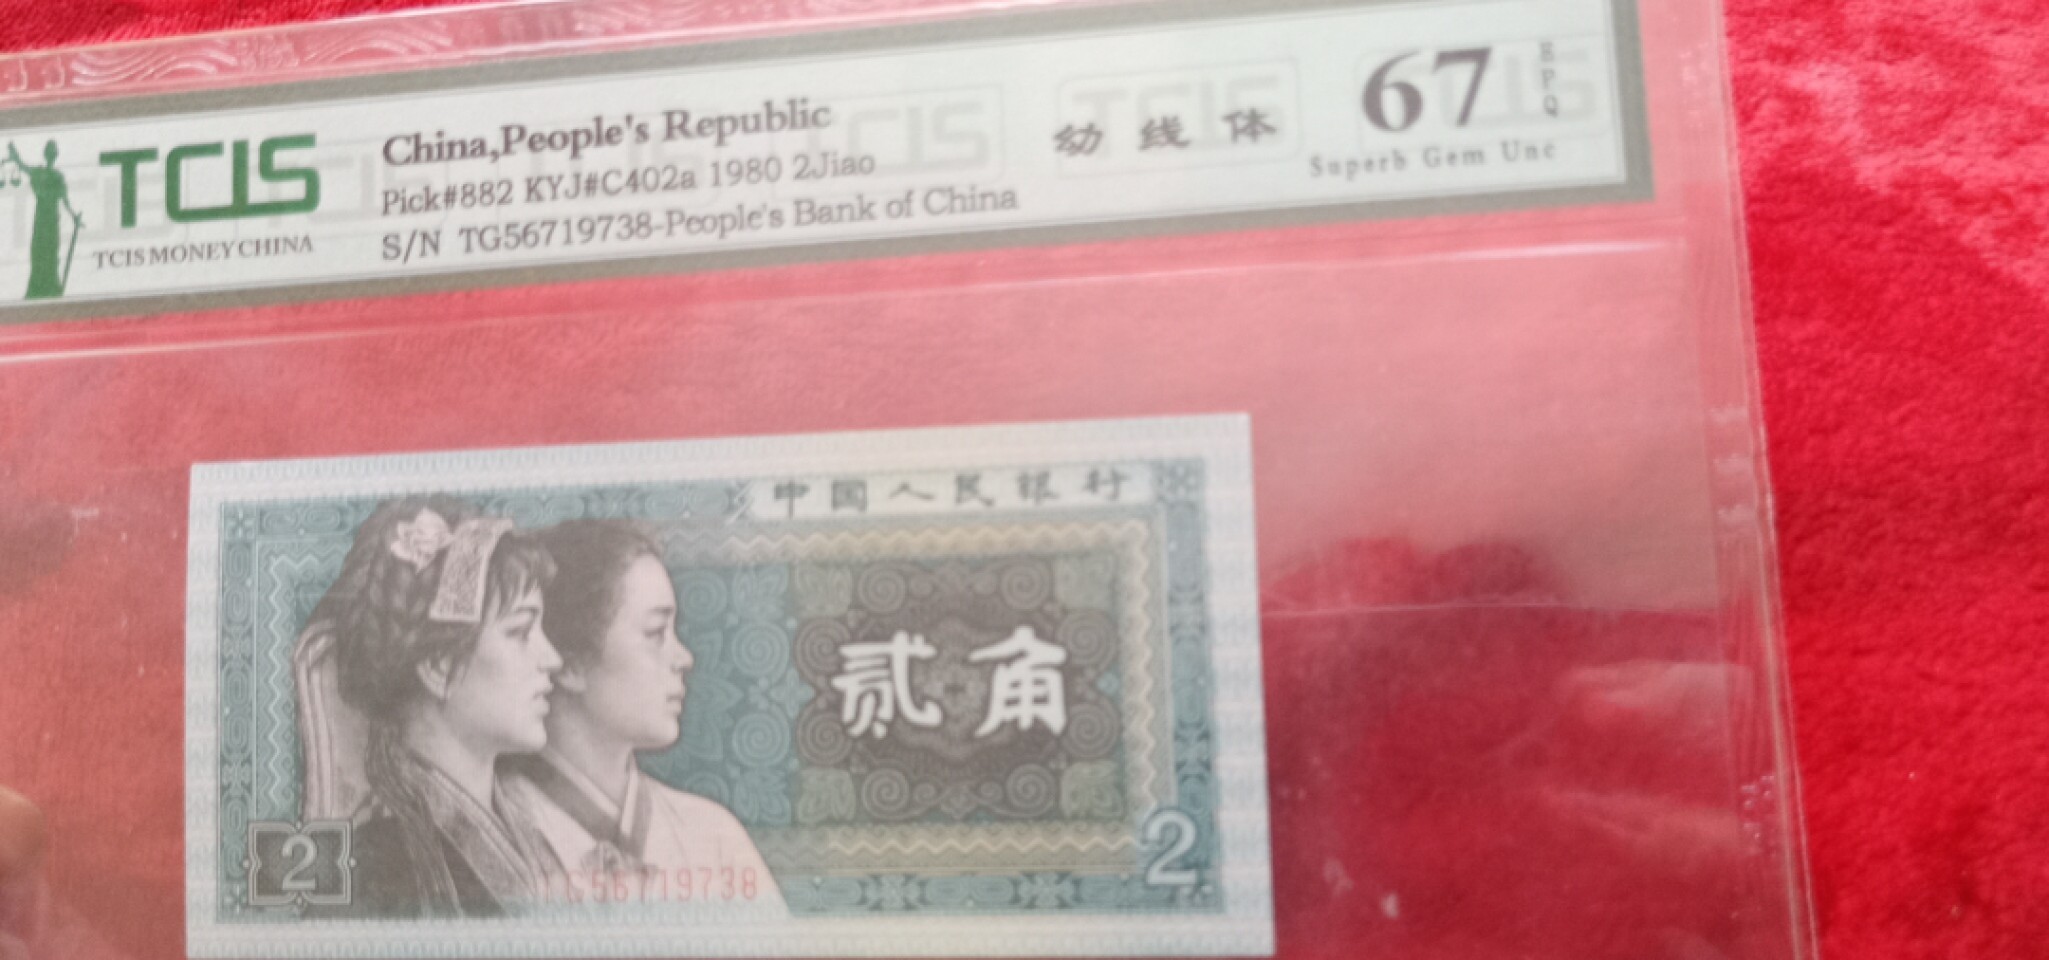 TCIS
TCIS MONEY CHINA
China,People's Republic
Pick#882 KYJ#C402a 1980 2Jiao
S/N TG56719738-People's Bank of China
幼线体
67
EPQ
Superb Gem Unc
中国人民银行
贰角
2
2
TG56719738